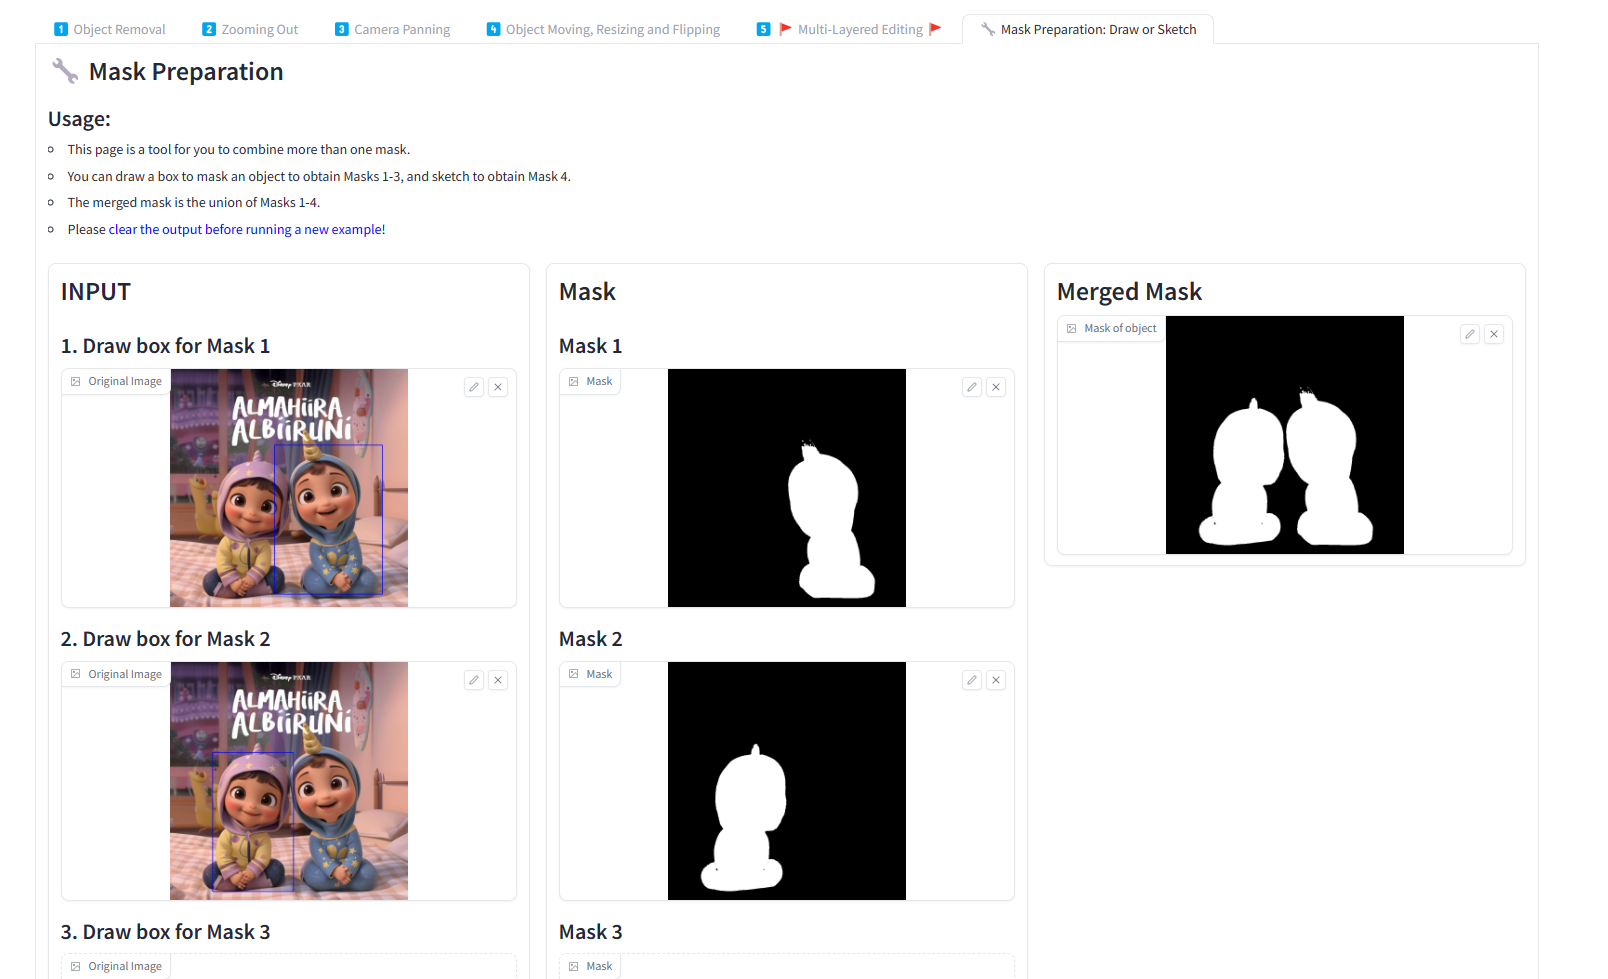 1 Object Removal
2 Zooming Out
3 Camera Panning
4 Object Moving, Resizing and Flipping
5 🚩 Multi-Layered Editing 🚩
🔧 Mask Preparation: Draw or Sketch
🔧 Mask Preparation
Usage:
This page is a tool for you to combine more than one mask.
You can draw a box to mask an object to obtain Masks 1-3, and sketch to obtain Mask 4.
The merged mask is the union of Masks 1-4.
Please clear the output before running a new example!
INPUT
1. Draw box for Mask 1
Original Image
Disney PIXAR
ALMAHiiRA
ALBiiRUNi
2. Draw box for Mask 2
Original Image
Disney PIXAR
ALMAHiiRA
ALBiiRUNi
3. Draw box for Mask 3
Original Image
Mask
Mask 1
Mask
Mask 2
Mask
Mask 3
Mask
Merged Mask
Mask of object